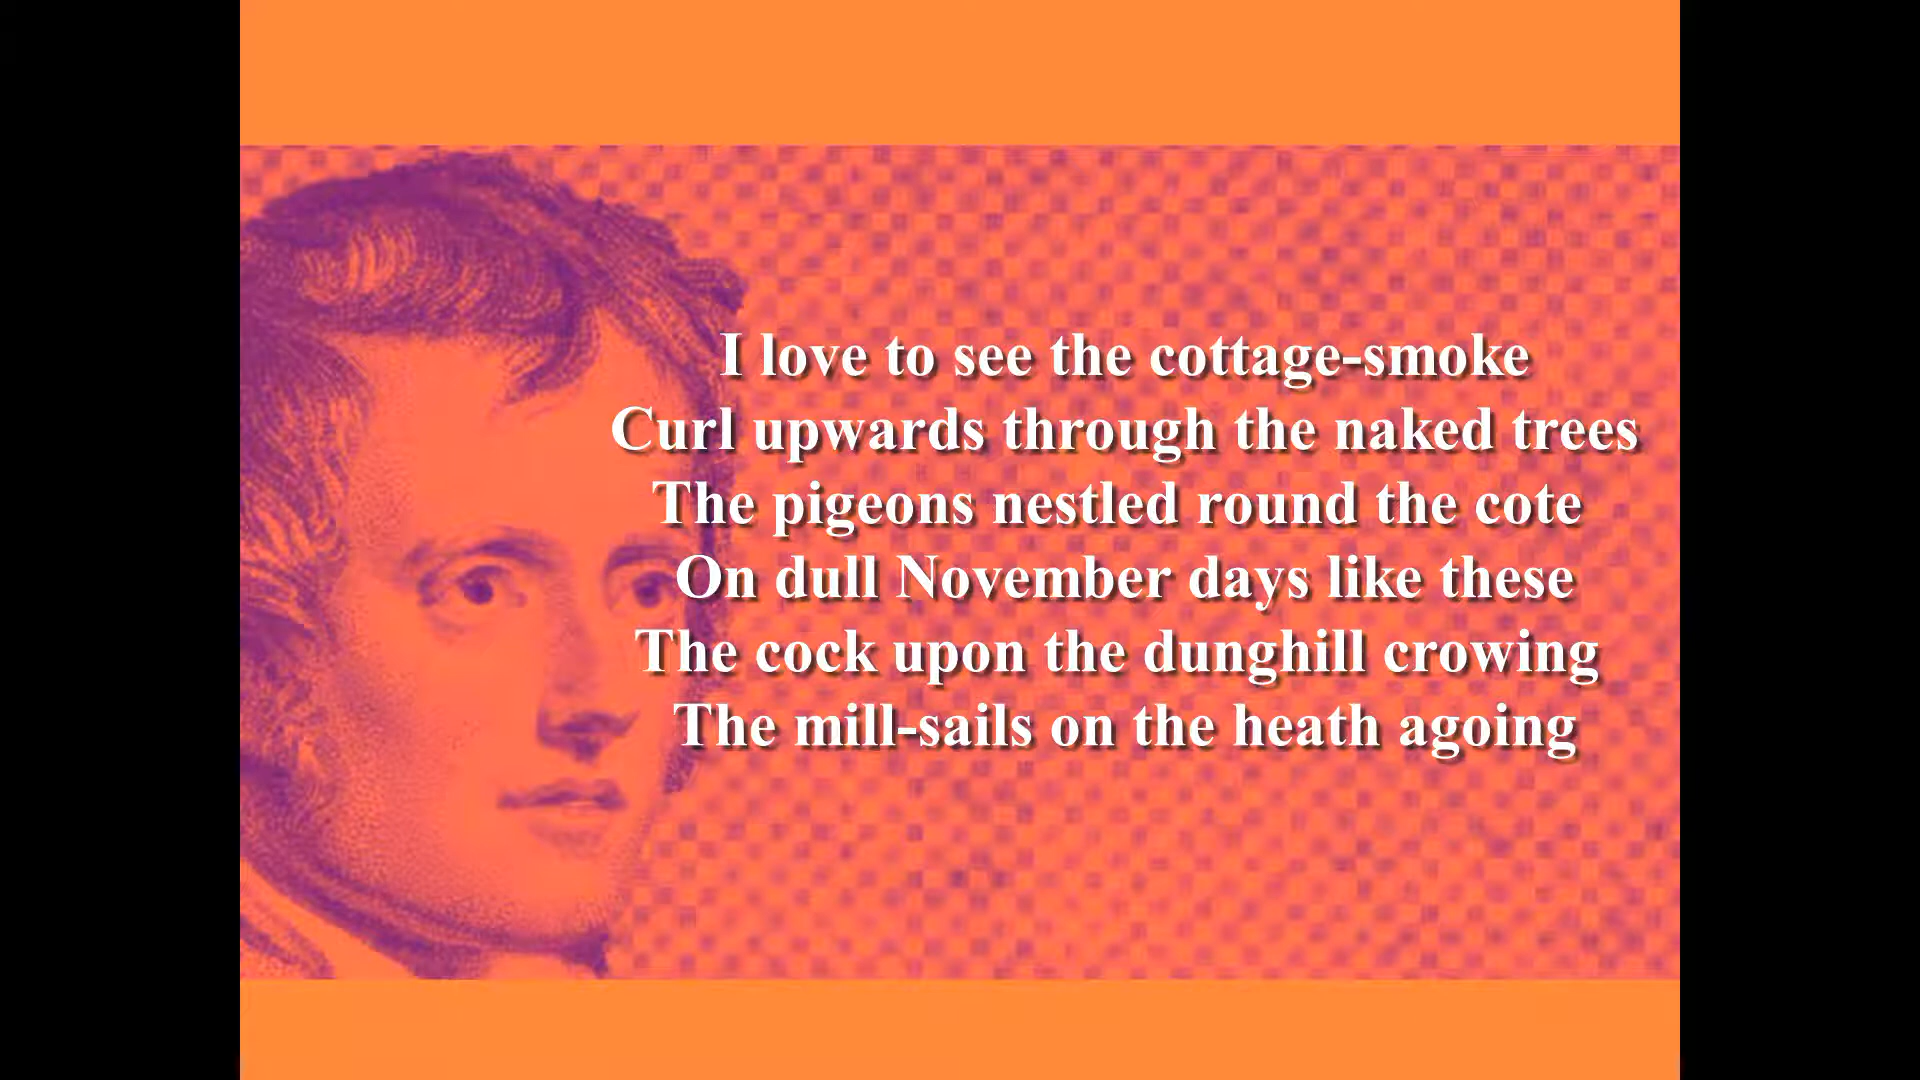 I love to see the cottage-smoke
Curl upwards through the naked trees
The pigeons nestled round the cote
On dull November days like these
The cock upon the dunghill crowing
The mill-sails on the heath agoing